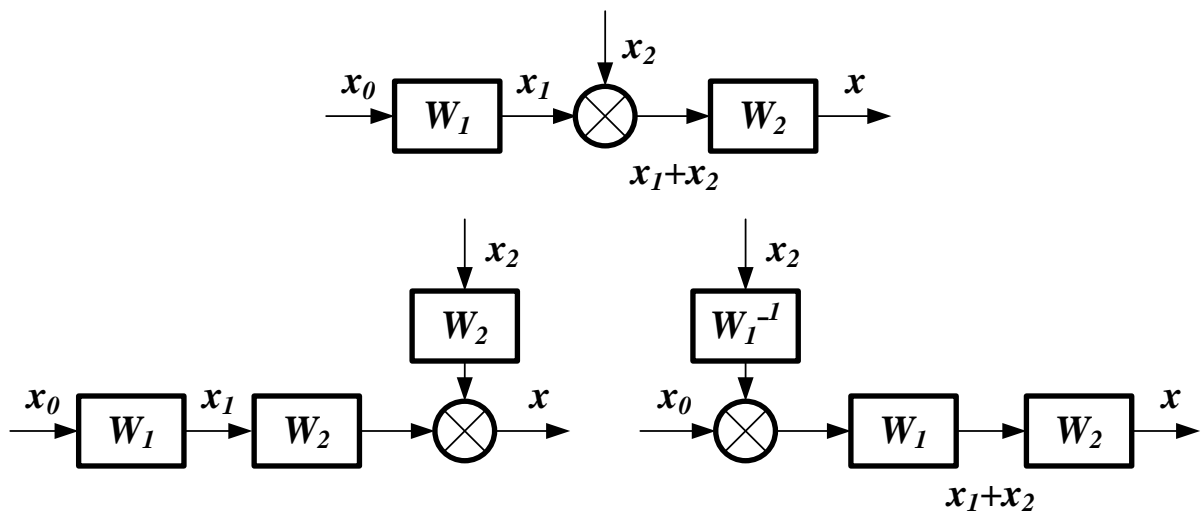 x₂
x₀ W₁ x₁ W₂ x
x₁+x₂
x₂ x₂
W₂ W₁⁻¹
x₀ W₁ x₁ W₂ x x₀ W₁ W₂ x
x₁+x₂